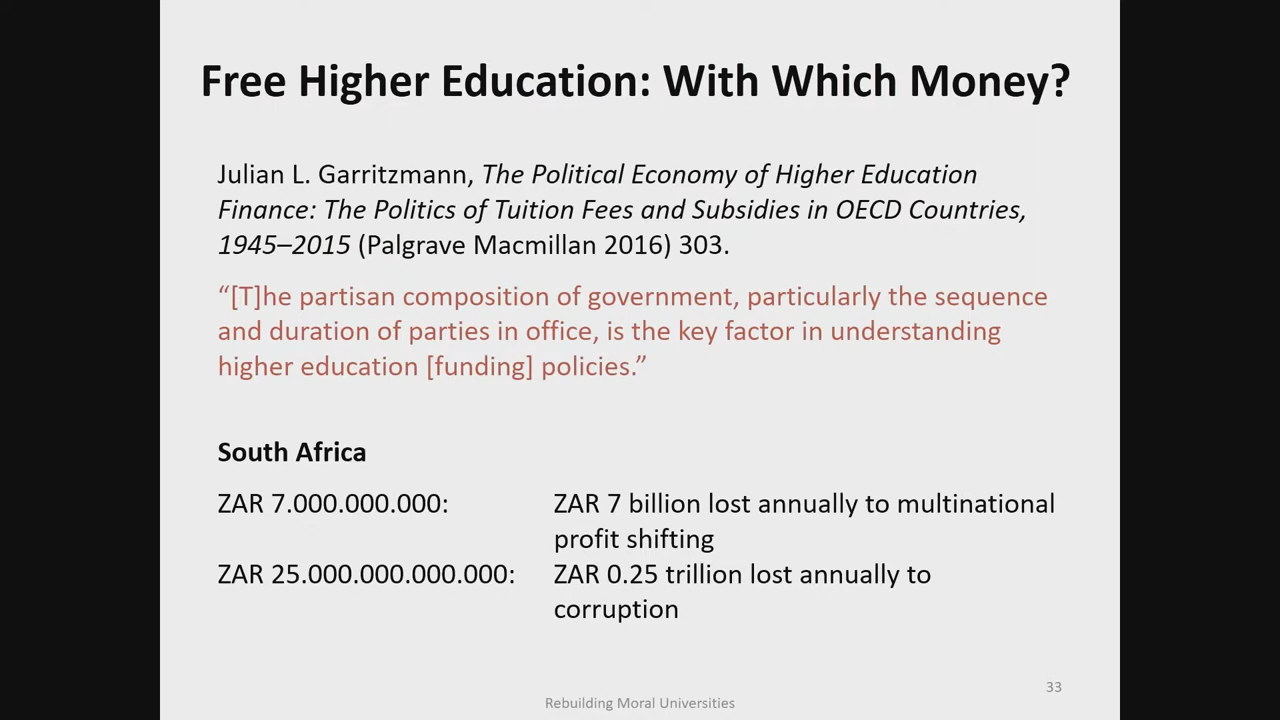 Free Higher Education: With Which Money?
Julian L. Garritzmann, The Political Economy of Higher Education
Finance: The Politics of Tuition Fees and Subsidies in OECD Countries,
1945–2015 (Palgrave Macmillan 2016) 303.
“[T]he partisan composition of government, particularly the sequence
and duration of parties in office, is the key factor in understanding
higher education [funding] policies.”
South Africa
ZAR 7.000.000.000: ZAR 7 billion lost annually to multinational
profit shifting
ZAR 25.000.000.000.000: ZAR 0.25 trillion lost annually to
corruption
33
Rebuilding Moral Universities